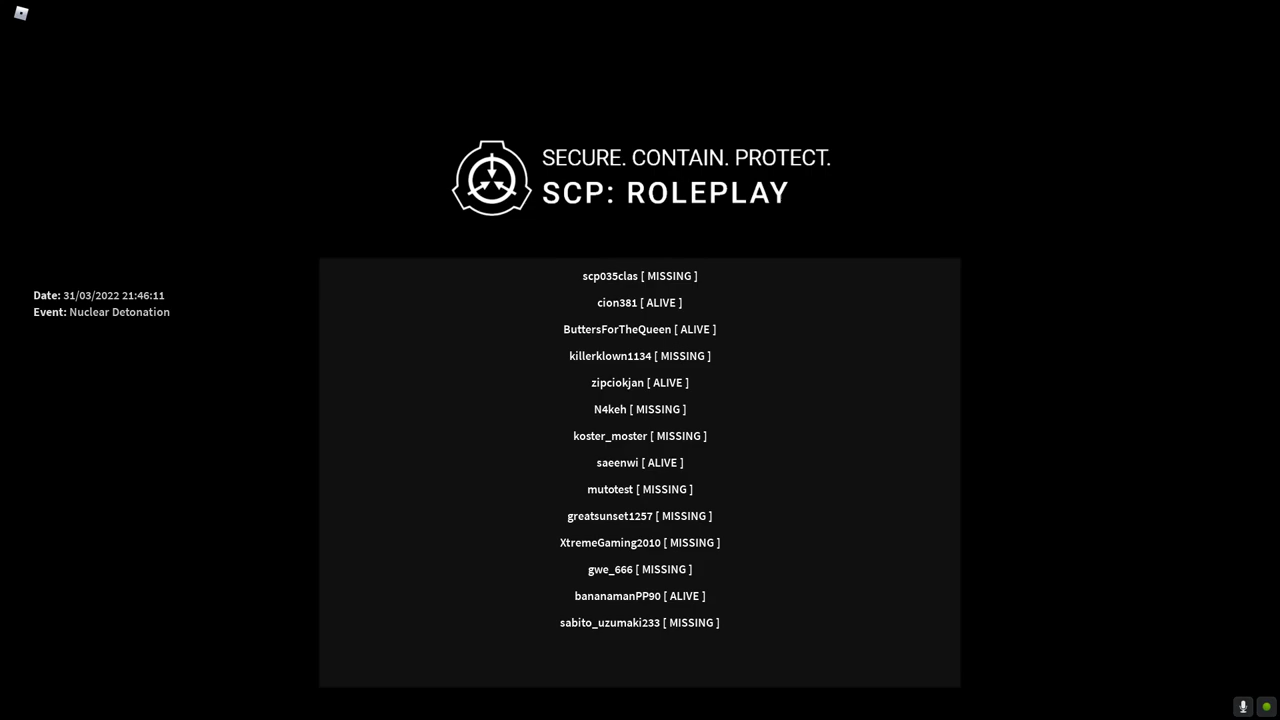 SECURE. CONTAIN. PROTECT.
SCP: ROLEPLAY
Date: 31/03/2022 21:46:11
Event: Nuclear Detonation
scp035clas [ MISSING ]
cion381 [ ALIVE ]
ButtersForTheQueen [ ALIVE ]
killerklown1134 [ MISSING ]
zipciokjan [ ALIVE ]
N4keh [ MISSING ]
koster_moster [ MISSING ]
saeenwi [ ALIVE ]
mutotest [ MISSING ]
greatsunset1257 [ MISSING ]
XtremeGaming2010 [ MISSING ]
gwe_666 [ MISSING ]
bananamanPP90 [ ALIVE ]
sabito_uzumaki233 [ MISSING ]